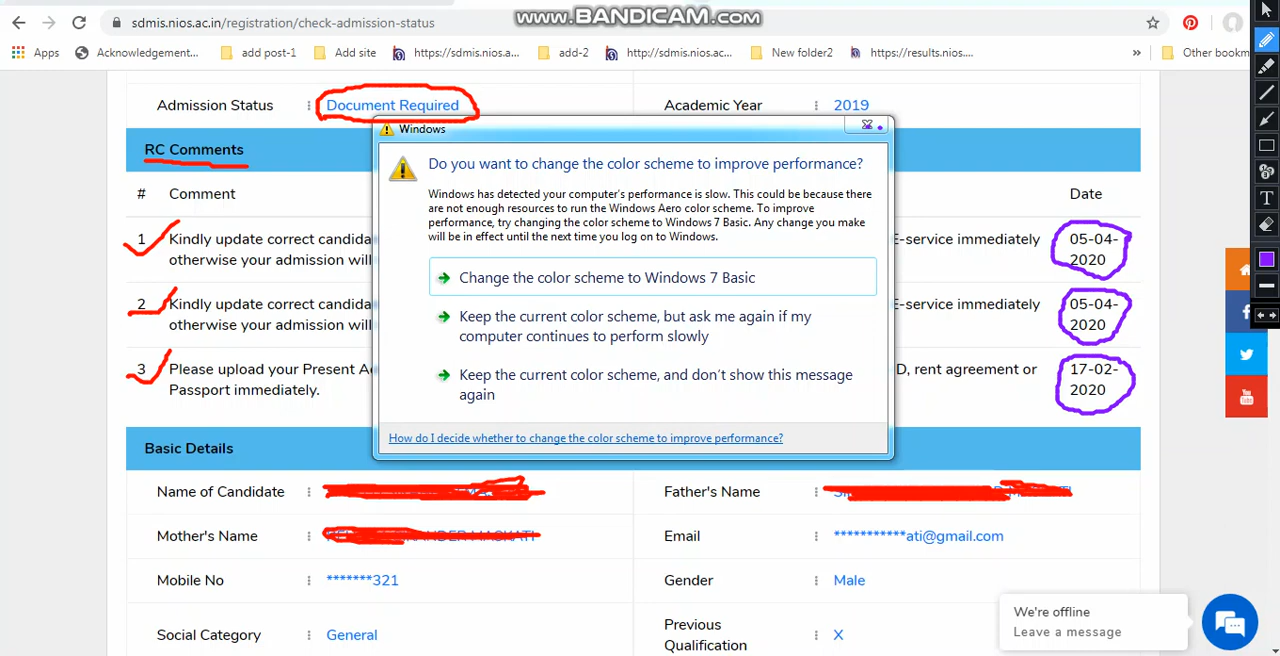 sdmis.nios.ac.in/registration/check-admission-status
www.BANDICAM.com
Apps Acknowledgement... add post-1 Add site https://sdmis.nios.a... ad-2 http://sdmis.nios.ac... New folder2 https://results.nios.... » Other bookm
Admission Status : Document Required Academic Year : 2019
Windows
RC Comments
Do you want to change the color scheme to improve performance?
Windows has detected your computer's performance is slow. This could be because there
are not enough resources to run the Windows Aero color scheme. To improve
performance, try changing the color scheme to Windows 7 Basic. Any change you make
will be in effect until the next time you log on to Windows.
Change the color scheme to Windows 7 Basic
Keep the current color scheme, but ask me again if my
computer continues to perform slowly
Keep the current color scheme, and don't show this message
again
How do I decide whether to change the color scheme to improve performance?
# Comment Date
1 Kindly update correct candida E-service immediately 05-04-
otherwise your admission will 2020
2 Kindly update correct candida E-service immediately 05-04-
otherwise your admission will 2020
3 Please upload your Present Ad D, rent agreement or 17-02-
Passport immediately. 2020
Basic Details
Name of Candidate : Father's Name :
Mother's Name : Email : ***********ati@gmail.com
Mobile No : *******321 Gender : Male
Social Category : General Previous
Qualification : X
We're offline
Leave a message
T